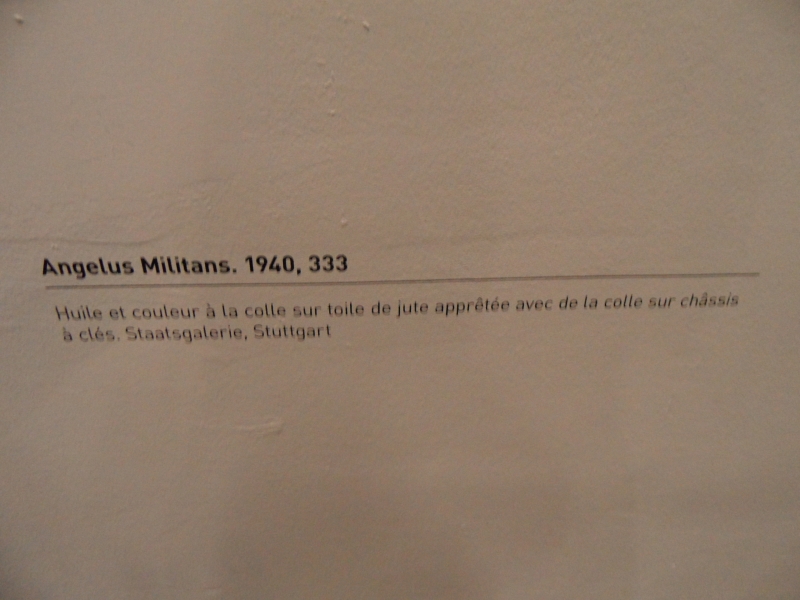 Angelus Militans. 1940, 333
Huile et couleur à la colle sur toile de jute apprêtée avec de la colle sur châssis
à clés. Staatsgalerie, Stuttgart